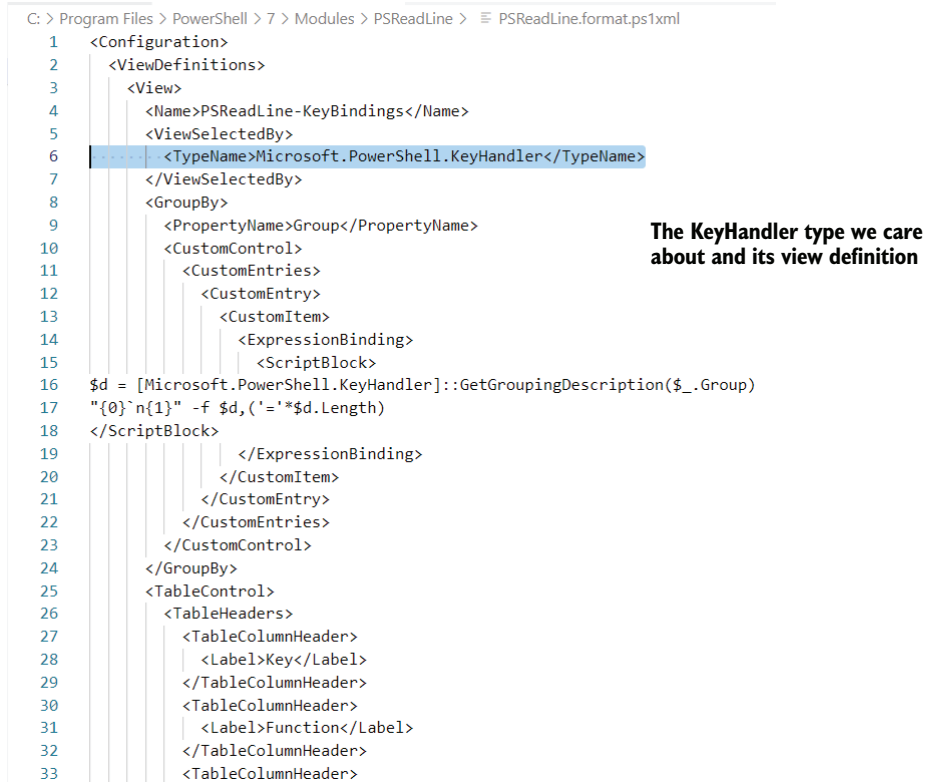 C: > Program Files > PowerShell > 7 > Modules > PSReadLine > PSReadLine.format.ps1xml
1 <Configuration>
2 <ViewDefinitions>
3 <View>
4 <Name>PSReadLine-KeyBindings</Name>
5 <ViewSelectedBy>
6 <TypeName>Microsoft.PowerShell.KeyHandler</TypeName>
7 </ViewSelectedBy>
8 <GroupBy>
9 <PropertyName>Group</PropertyName>
The KeyHandler type we care
about and its view definition
10 <CustomControl>
11 <CustomEntries>
12 <CustomEntry>
13 <CustomItem>
14 <ExpressionBinding>
15 <ScriptBlock>
16 $d = [Microsoft.PowerShell.KeyHandler]::GetGroupingDescription($_.Group)
17 "{0}`n{1}" -f $d,('='*$d.Length)
18 </ScriptBlock>
19 </ExpressionBinding>
20 </CustomItem>
21 </CustomEntry>
22 </CustomEntries>
23 </CustomControl>
24 </GroupBy>
25 <TableControl>
26 <TableHeaders>
27 <TableColumnHeader>
28 <Label>Key</Label>
29 </TableColumnHeader>
30 <TableColumnHeader>
31 <Label>Function</Label>
32 </TableColumnHeader>
33 <TableColumnHeader>